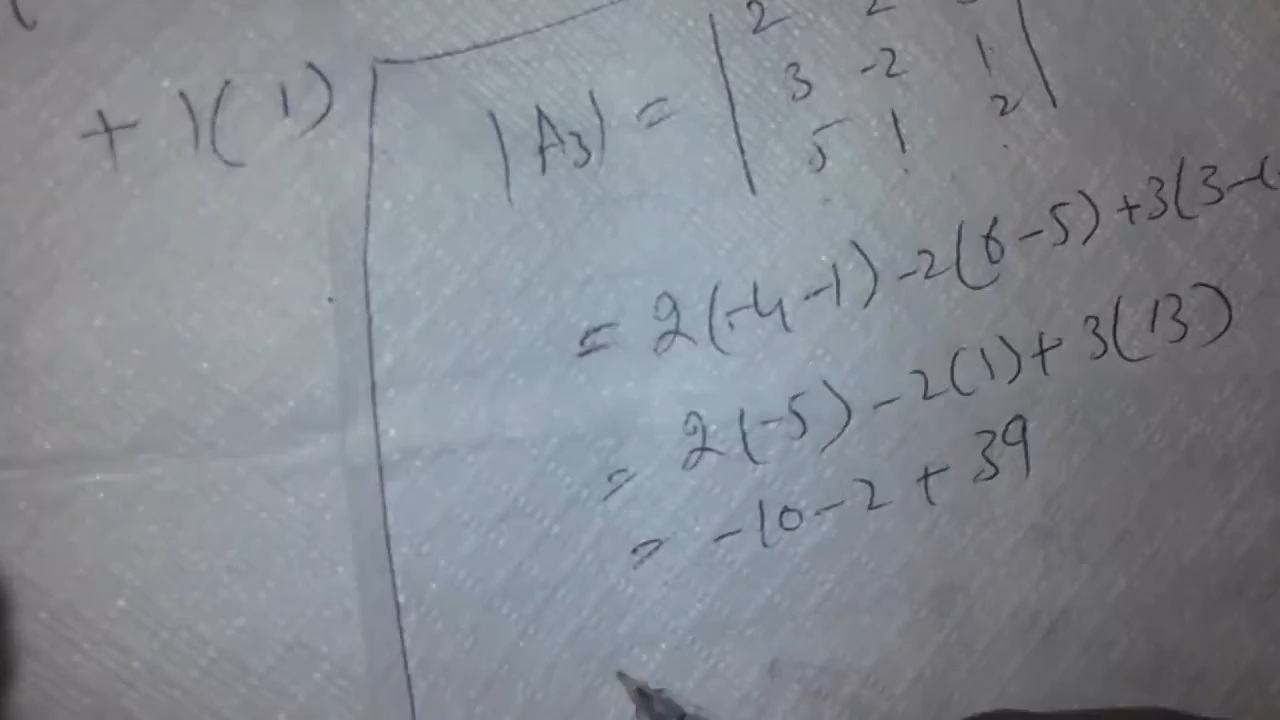 + 1( 1)
|A3| = | 2 2
3 -2 1
5 1 2 |
= 2(-4-1) -2(6-5) +3(3-(
= 2(-5) -2(1) + 3(13)
= -10-2 + 39